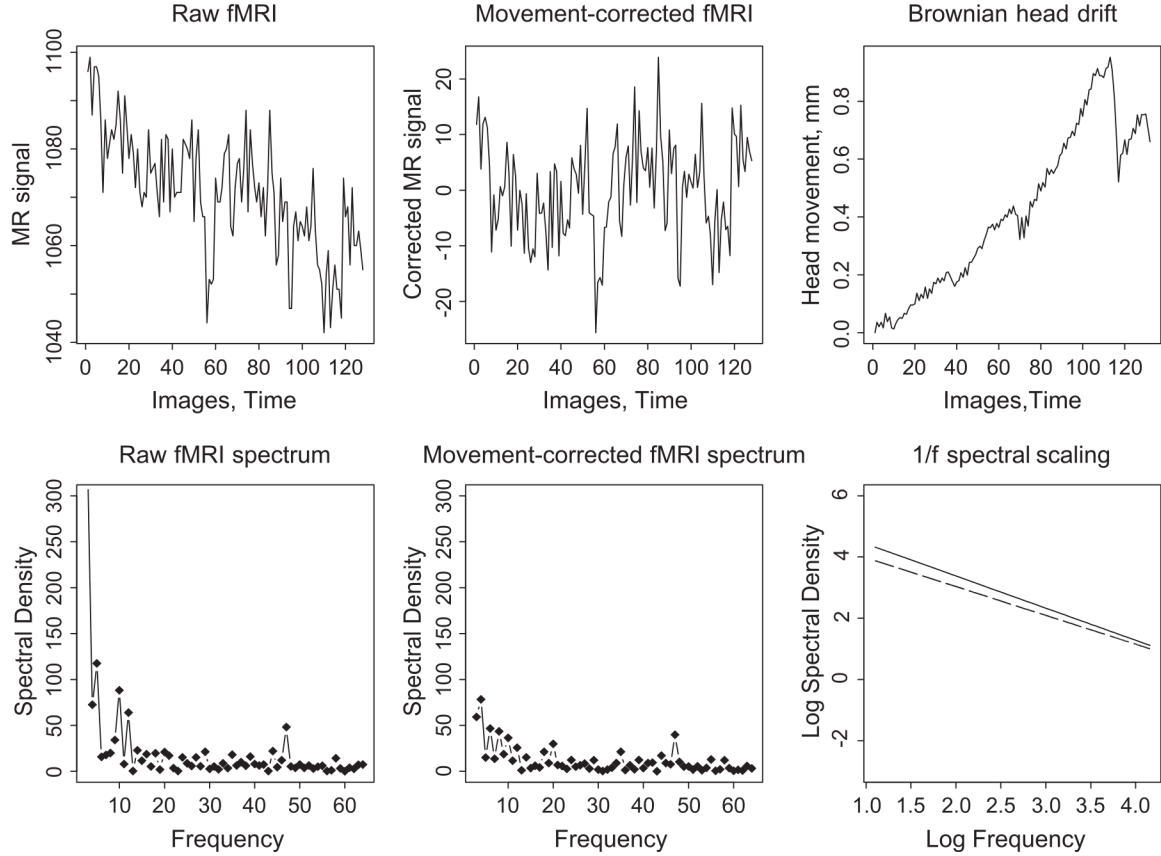 Raw fMRI
Movement-corrected fMRI
Brownian head drift
MR signal
1040
1060
1080
1100
0 20 40 60 80 100 120
Images, Time
Corrected MR signal
-20
-10
0
10
20
0 20 40 60 80 100 120
Images, Time
Head movement, mm
0.0
0.2
0.4
0.6
0.8
0 20 40 60 80 100 120
Images,Time
Raw fMRI spectrum
Movement-corrected fMRI spectrum
1/f spectral scaling
Spectral Density
0
50
100
150
200
250
300
10 20 30 40 50 60
Frequency
Spectral Density
0
50
100
150
200
250
300
10 20 30 40 50 60
Frequency
Log Spectral Density
-2
0
2
4
6
1.0 1.5 2.0 2.5 3.0 3.5 4.0
Log Frequency